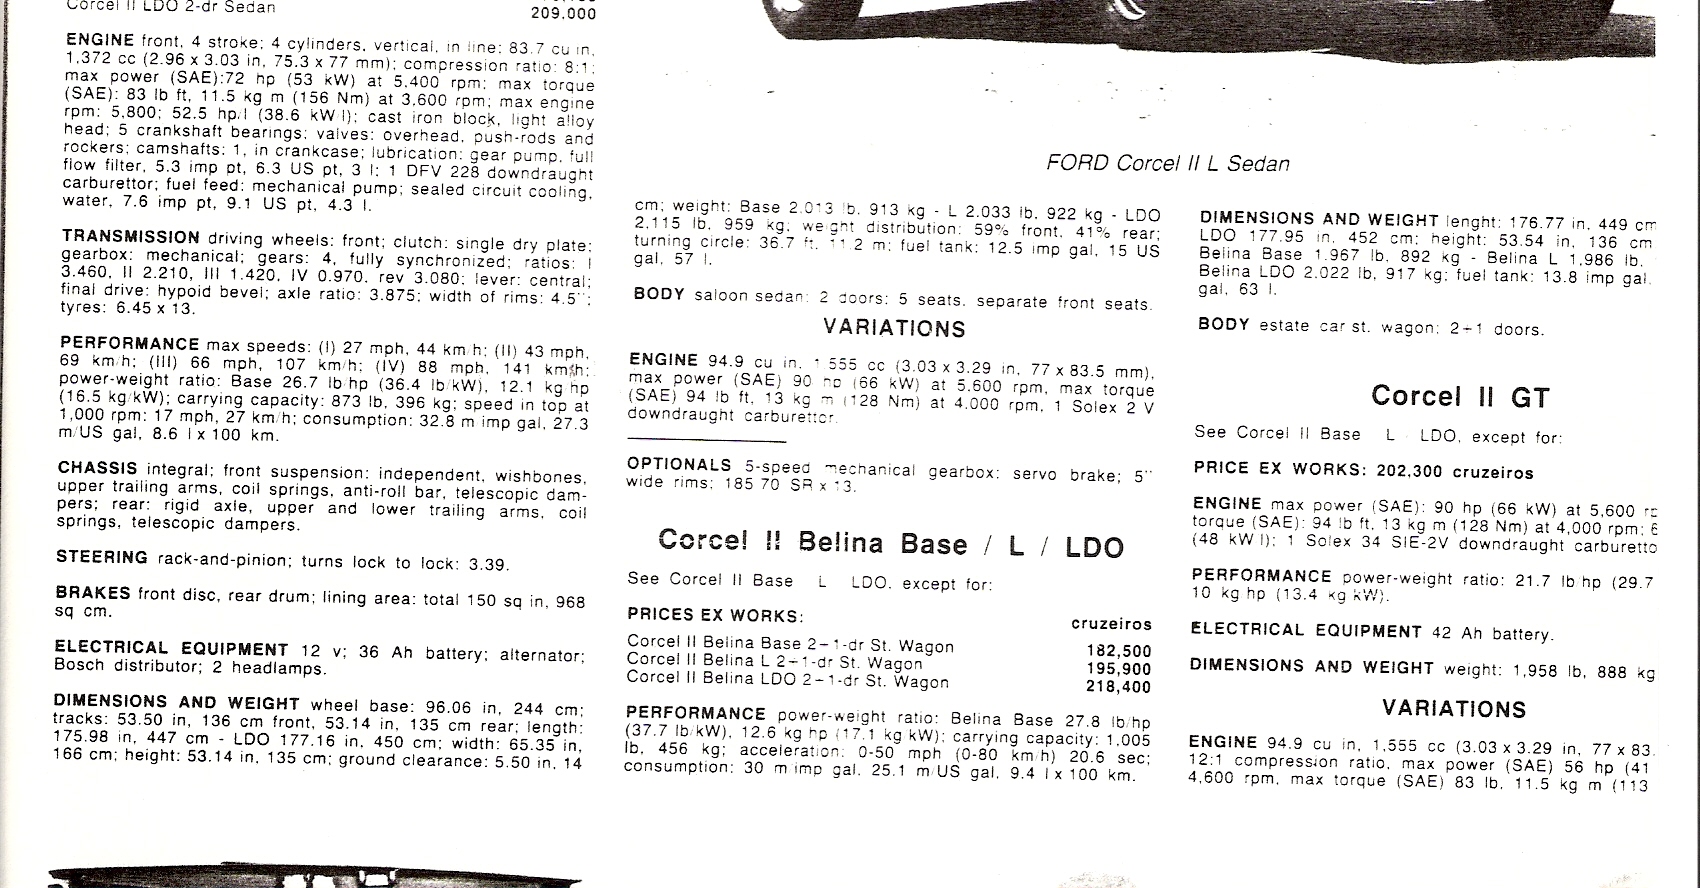 Corcel II LDO 2-dr Sedan
209.000
ENGINE front, 4 stroke; 4 cylinders, vertical, in line; 83.7 cu in,
1,372 cc (2.96 x 3.03 in, 75.3 x 77 mm); compression ratio: 8:1;
max power (SAE):72 hp (53 kW) at 5,400 rpm; max torque
(SAE): 83 lb ft, 11.5 kg m (156 Nm) at 3,600 rpm; max engine
rpm: 5,800; 52.5 hp/l (38.6 kW l); cast iron block, light alloy
head; 5 crankshaft bearings; valves: overhead, push-rods and
rockers; camshafts: 1, in crankcase; lubrication: gear pump, full
flow filter, 5.3 imp pt, 6.3 US pt, 3 l; 1 DFV 228 downdraught
carburettor; fuel feed: mechanical pump; sealed circuit cooling,
water, 7.6 imp pt, 9.1 US pt, 4.3 l.
TRANSMISSION driving wheels: front; clutch: single dry plate;
gearbox: mechanical; gears: 4, fully synchronized; ratios: I
3.460, II 2.210, III 1.420, IV 0.970, rev 3.080; lever: central;
final drive: hypoid bevel; axle ratio: 3.875; width of rims: 4.5";
tyres: 6.45 x 13.
PERFORMANCE max speeds: (I) 27 mph, 44 km/h; (II) 43 mph,
69 km/h; (III) 66 mph, 107 km/h; (IV) 88 mph, 141 km/h;
power-weight ratio: Base 26.7 lb/hp (36.4 lb/kW), 12.1 kg hp
(16.5 kg/kW); carrying capacity: 873 lb, 396 kg; speed in top at
1,000 rpm: 17 mph, 27 km/h; consumption: 32.8 m imp gal, 27.3
m/US gal, 8.6 l x 100 km.
CHASSIS integral; front suspension: independent, wishbones,
upper trailing arms, coil springs, anti-roll bar, telescopic dam-
pers; rear: rigid axle, upper and lower trailing arms, coil
springs, telescopic dampers.
STEERING rack-and-pinion; turns lock to lock: 3.39.
BRAKES front disc, rear drum; lining area: total 150 sq in, 968
sq cm.
ELECTRICAL EQUIPMENT 12 v; 36 Ah battery; alternator;
Bosch distributor; 2 headlamps.
DIMENSIONS AND WEIGHT wheel base: 96.06 in, 244 cm;
tracks: 53.50 in, 136 cm front, 53.14 in, 135 cm rear; length:
175.98 in, 447 cm - LDO 177.16 in, 450 cm; width: 65.35 in,
166 cm; height: 53.14 in, 135 cm; ground clearance: 5.50 in, 14
FORD Corcel II L Sedan
cm; weight: Base 2.013 lb, 913 kg - L 2.033 lb, 922 kg - LDO
2.115 lb, 959 kg; weight distribution: 59% front, 41% rear;
turning circle: 36.7 ft, 11.2 m; fuel tank: 12.5 imp gal, 15 US
gal, 57 l.
BODY saloon sedan; 2 doors; 5 seats, separate front seats.
VARIATIONS
ENGINE 94.9 cu in, 1 555 cc (3.03 x 3.29 in, 77 x 83.5 mm),
max power (SAE) 90 hp (66 kW) at 5.600 rpm, max torque
(SAE) 94 lb ft, 13 kg m (128 Nm) at 4.000 rpm, 1 Solex 2 V
downdraught carburettor.
OPTIONALS 5-speed mechanical gearbox; servo brake; 5"
wide rims; 185 70 SR x 13.
Corcel II Belina Base / L / LDO
See Corcel II Base L LDO, except for:
PRICES EX WORKS:
cruzeiros
Corcel II Belina Base 2+1-dr St. Wagon 182,500
Corcel II Belina L 2+1-dr St. Wagon 195,900
Corcel II Belina LDO 2+1-dr St. Wagon 218,400
PERFORMANCE power-weight ratio: Belina Base 27.8 lb/hp
(37.7 lb/kW), 12.6 kg hp (17.1 kg kW); carrying capacity: 1,005
lb, 456 kg; acceleration: 0-50 mph (0-80 km/h) 20.6 sec;
consumption: 30 m imp gal, 25.1 m/US gal, 9.4 l x 100 km.
DIMENSIONS AND WEIGHT lenght: 176.77 in, 449 cm
LDO 177.95 in, 452 cm; height: 53.54 in, 136 cm
Belina Base 1.967 lb, 892 kg - Belina L 1,986 lb,
Belina LDO 2.022 lb, 917 kg; fuel tank: 13.8 imp gal,
gal, 63 l.
BODY estate car st. wagon; 2+1 doors.
Corcel II GT
See Corcel II Base L LDO, except for:
PRICE EX WORKS: 202,300 cruzeiros
ENGINE max power (SAE): 90 hp (66 kW) at 5,600
torque (SAE): 94 lb ft, 13 kg m (128 Nm) at 4,000 rpm;
(48 kW l); 1 Solex 34 SIE-2V downdraught carburetto
PERFORMANCE power-weight ratio: 21.7 lb hp (29.7
10 kg hp (13.4 kg kW).
ELECTRICAL EQUIPMENT 42 Ah battery.
DIMENSIONS AND WEIGHT weight: 1,958 lb, 888 kg
VARIATIONS
ENGINE 94.9 cu in, 1,555 cc (3.03 x 3.29 in, 77 x 83.
12:1 compression ratio, max power (SAE) 56 hp (41
4,600 rpm, max torque (SAE) 83 lb, 11.5 kg m (113